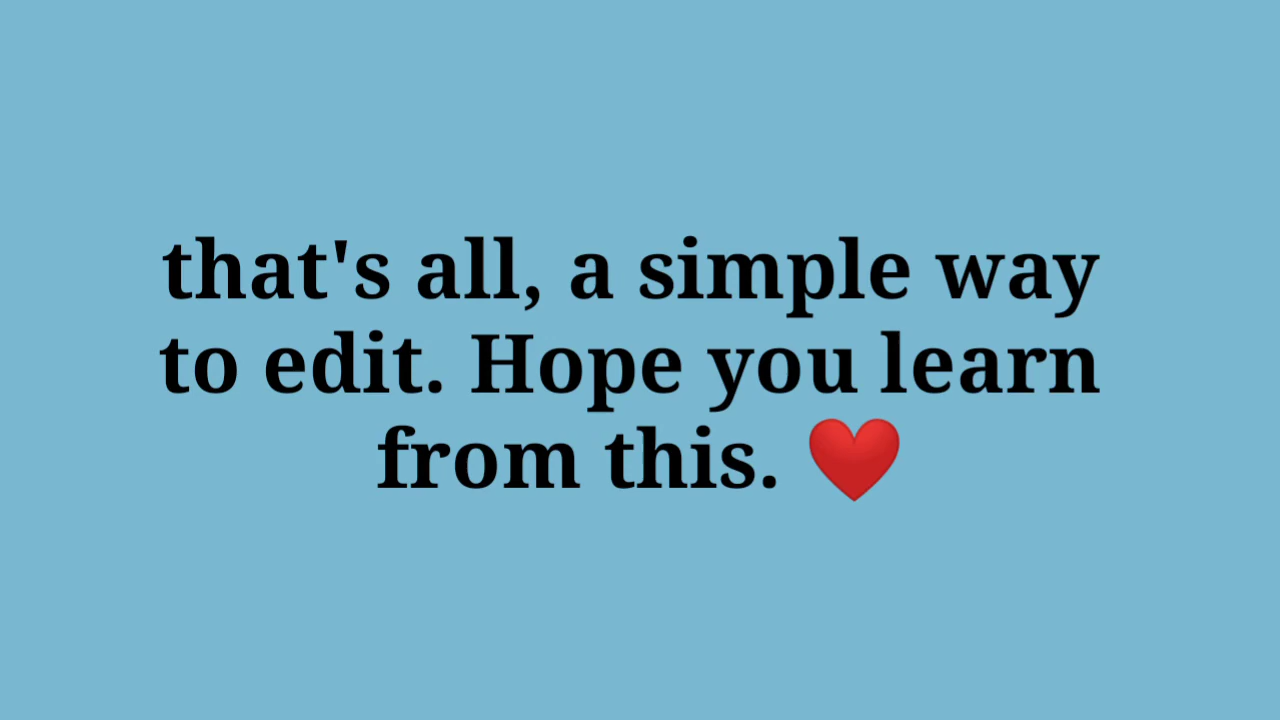 that's all, a simple way
to edit. Hope you learn
from this. ❤️